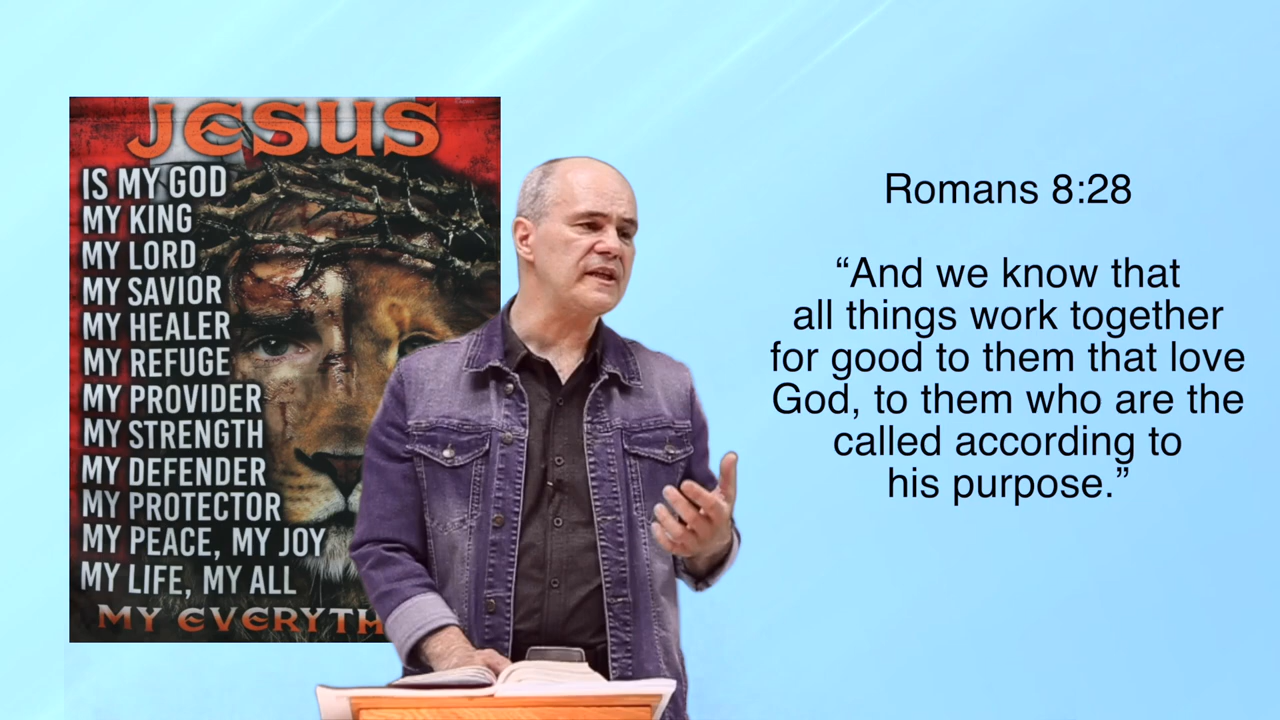 JESUS
IS MY GOD
MY KING
MY LORD
MY SAVIOR
MY HEALER
MY REFUGE
MY PROVIDER
MY STRENGTH
MY DEFENDER
MY PROTECTOR
MY PEACE, MY JOY
MY LIFE, MY ALL
MY EVERYTH
Romans 8:28
“And we know that
all things work together
for good to them that love
God, to them who are the
called according to
his purpose.”